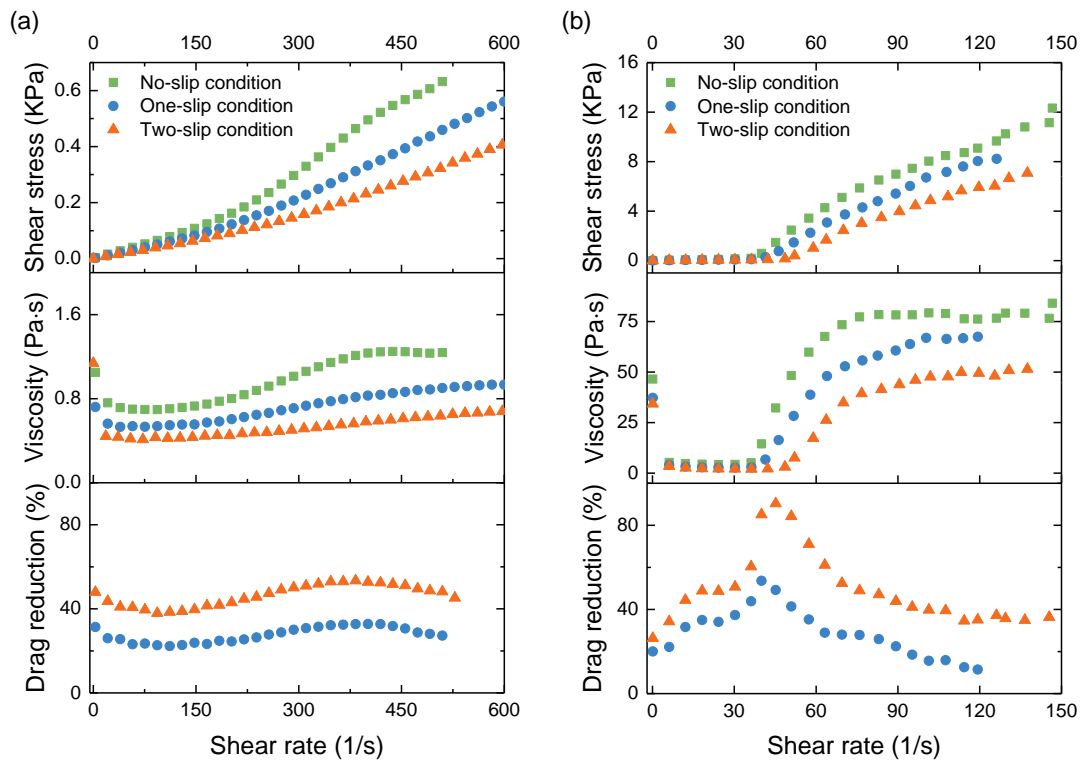 (a)
0 150 300 450 600
0.6
0.4
0.2
0.0
Shear stress (KPa)
No-slip condition
One-slip condition
Two-slip condition
1.6
0.8
0.0
Viscosity (Pa·s)
80
40
0
Drag reduction (%)
0 150 300 450 600
Shear rate (1/s)
(b)
0 30 60 90 120 150
16
12
8
4
0
Shear stress (KPa)
No-slip condition
One-slip condition
Two-slip condition
75
50
25
0
Viscosity (Pa·s)
80
40
0
Drag reduction (%)
0 30 60 90 120 150
Shear rate (1/s)